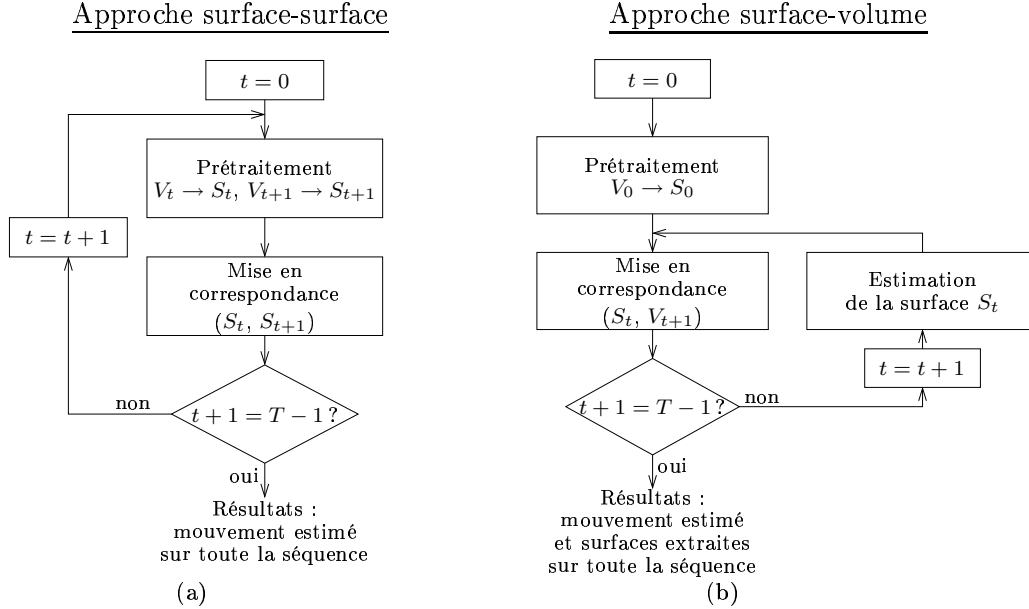 Approche surface-surface
t = 0
Prétraitement
V_t → S_t, V_{t+1} → S_{t+1}
t = t + 1
Mise en
correspondance
(S_t, S_{t+1})
non
t + 1 = T − 1 ?
oui
Résultats :
mouvement estimé
sur toute la séquence
(a)
Approche surface-volume
t = 0
Prétraitement
V_0 → S_0
Mise en
correspondance
(S_t, V_{t+1})
Estimation
de la surface S_t
t = t + 1
t + 1 = T − 1 ?
non
oui
Résultats :
mouvement estimé
et surfaces extraites
sur toute la séquence
(b)